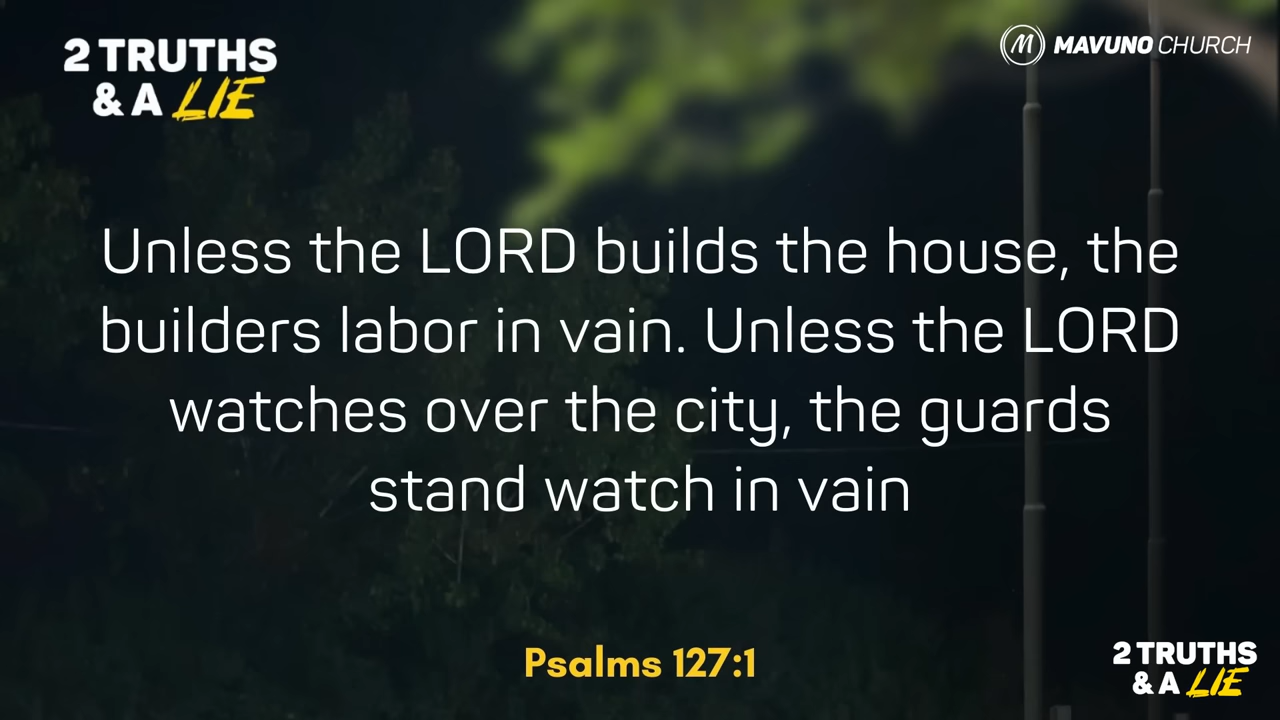 2 TRUTHS
& A LIE
MAVUNO CHURCH
Unless the LORD builds the house, the
builders labor in vain. Unless the LORD
watches over the city, the guards
stand watch in vain
Psalms 127:1
2 TRUTHS
& A LIE